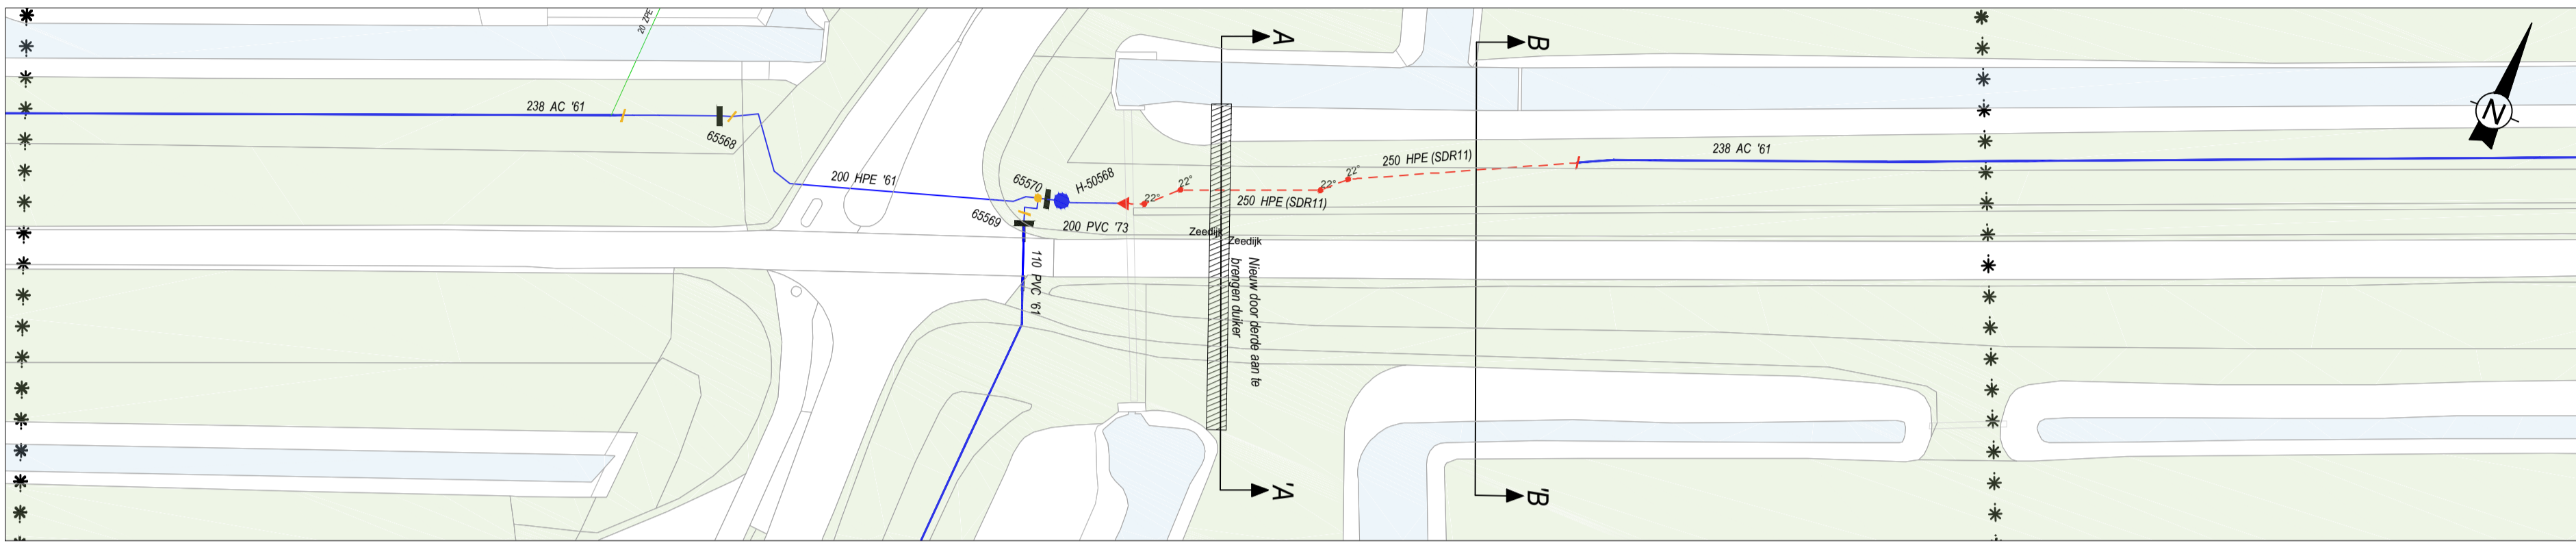 20 ZPE
A
B
N
238 AC '61
65568
200 HPE '61
65570
H-50568
65569
200 PVC '73
110 PVC '61
22°
22°
22°
22°
250 HPE (SDR11)
250 HPE (SDR11)
238 AC '61
Zeedijk
Zeedijk
Nieuw door derde aan te
brengen duiker
'A
'B